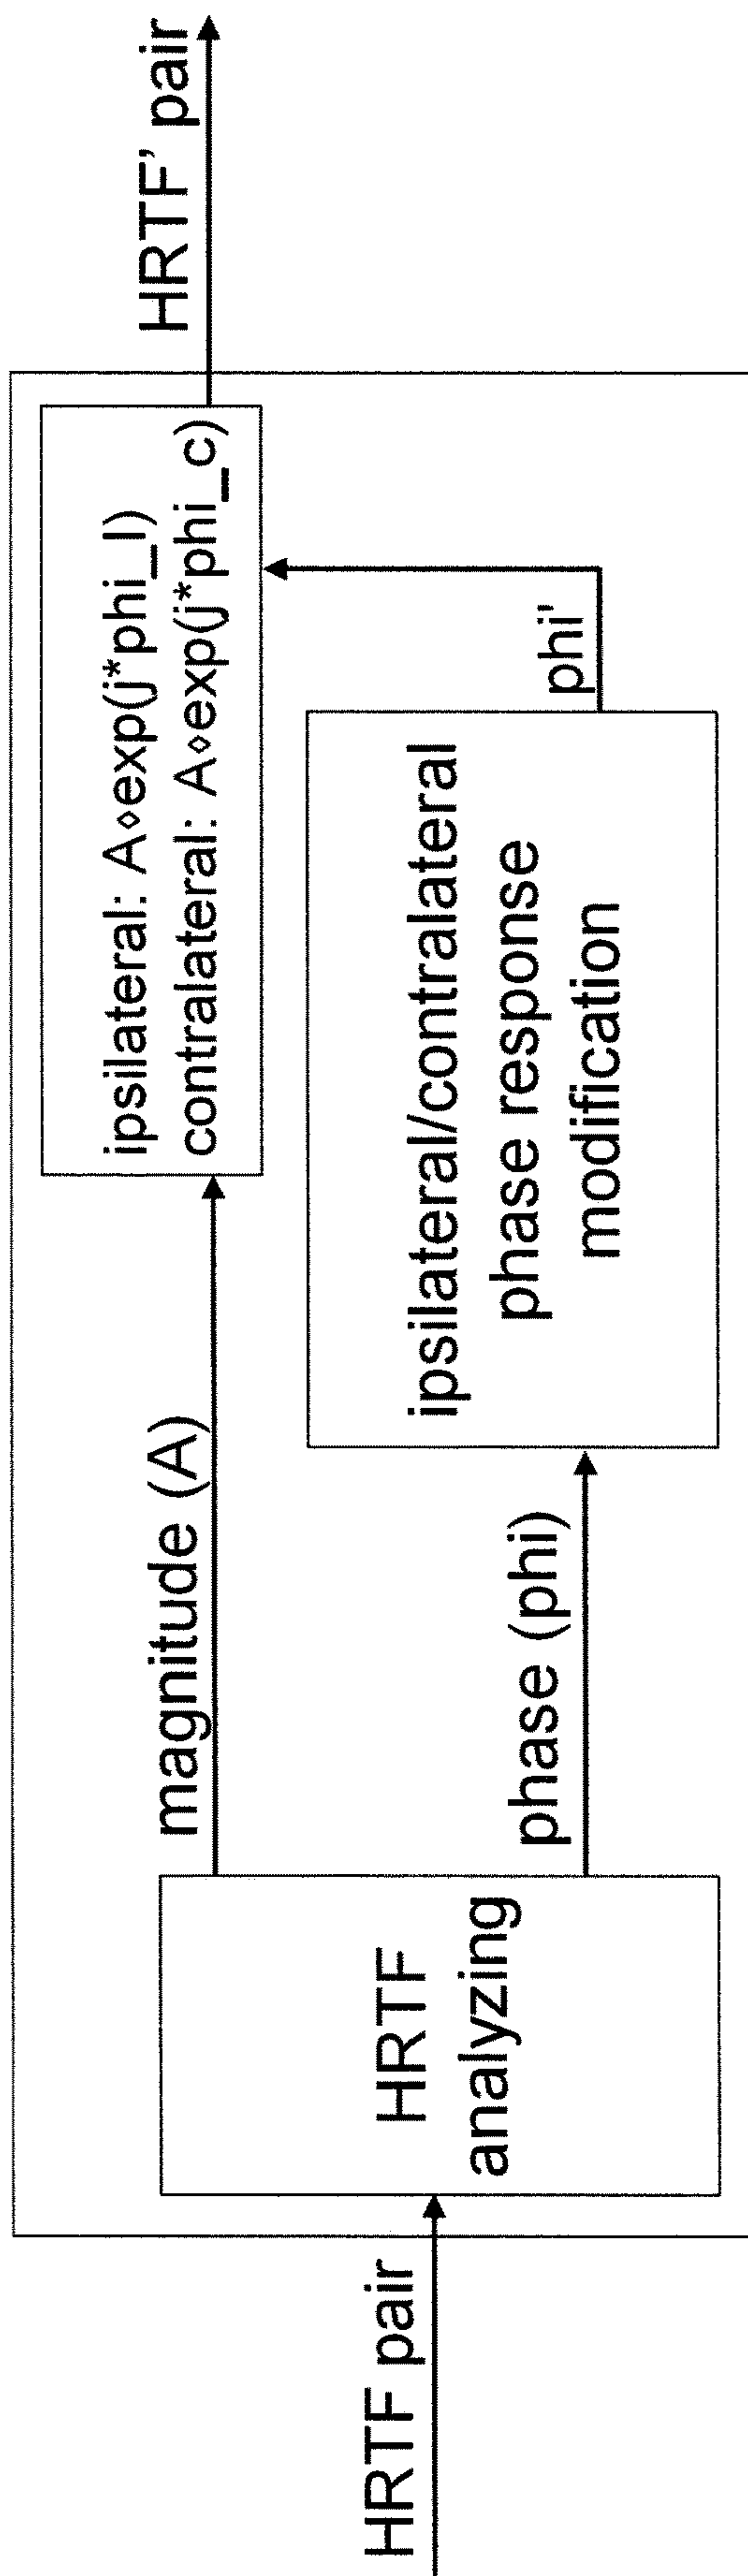 HRTF pair
HRTF
analyzing
magnitude (A)
phase (phi)
ipsilateral/contralateral
phase response
modification
phi'
ipsilateral: A⋄exp(j*phi_I)
contralateral: A⋄exp(j*phi_c)
HRTF' pair